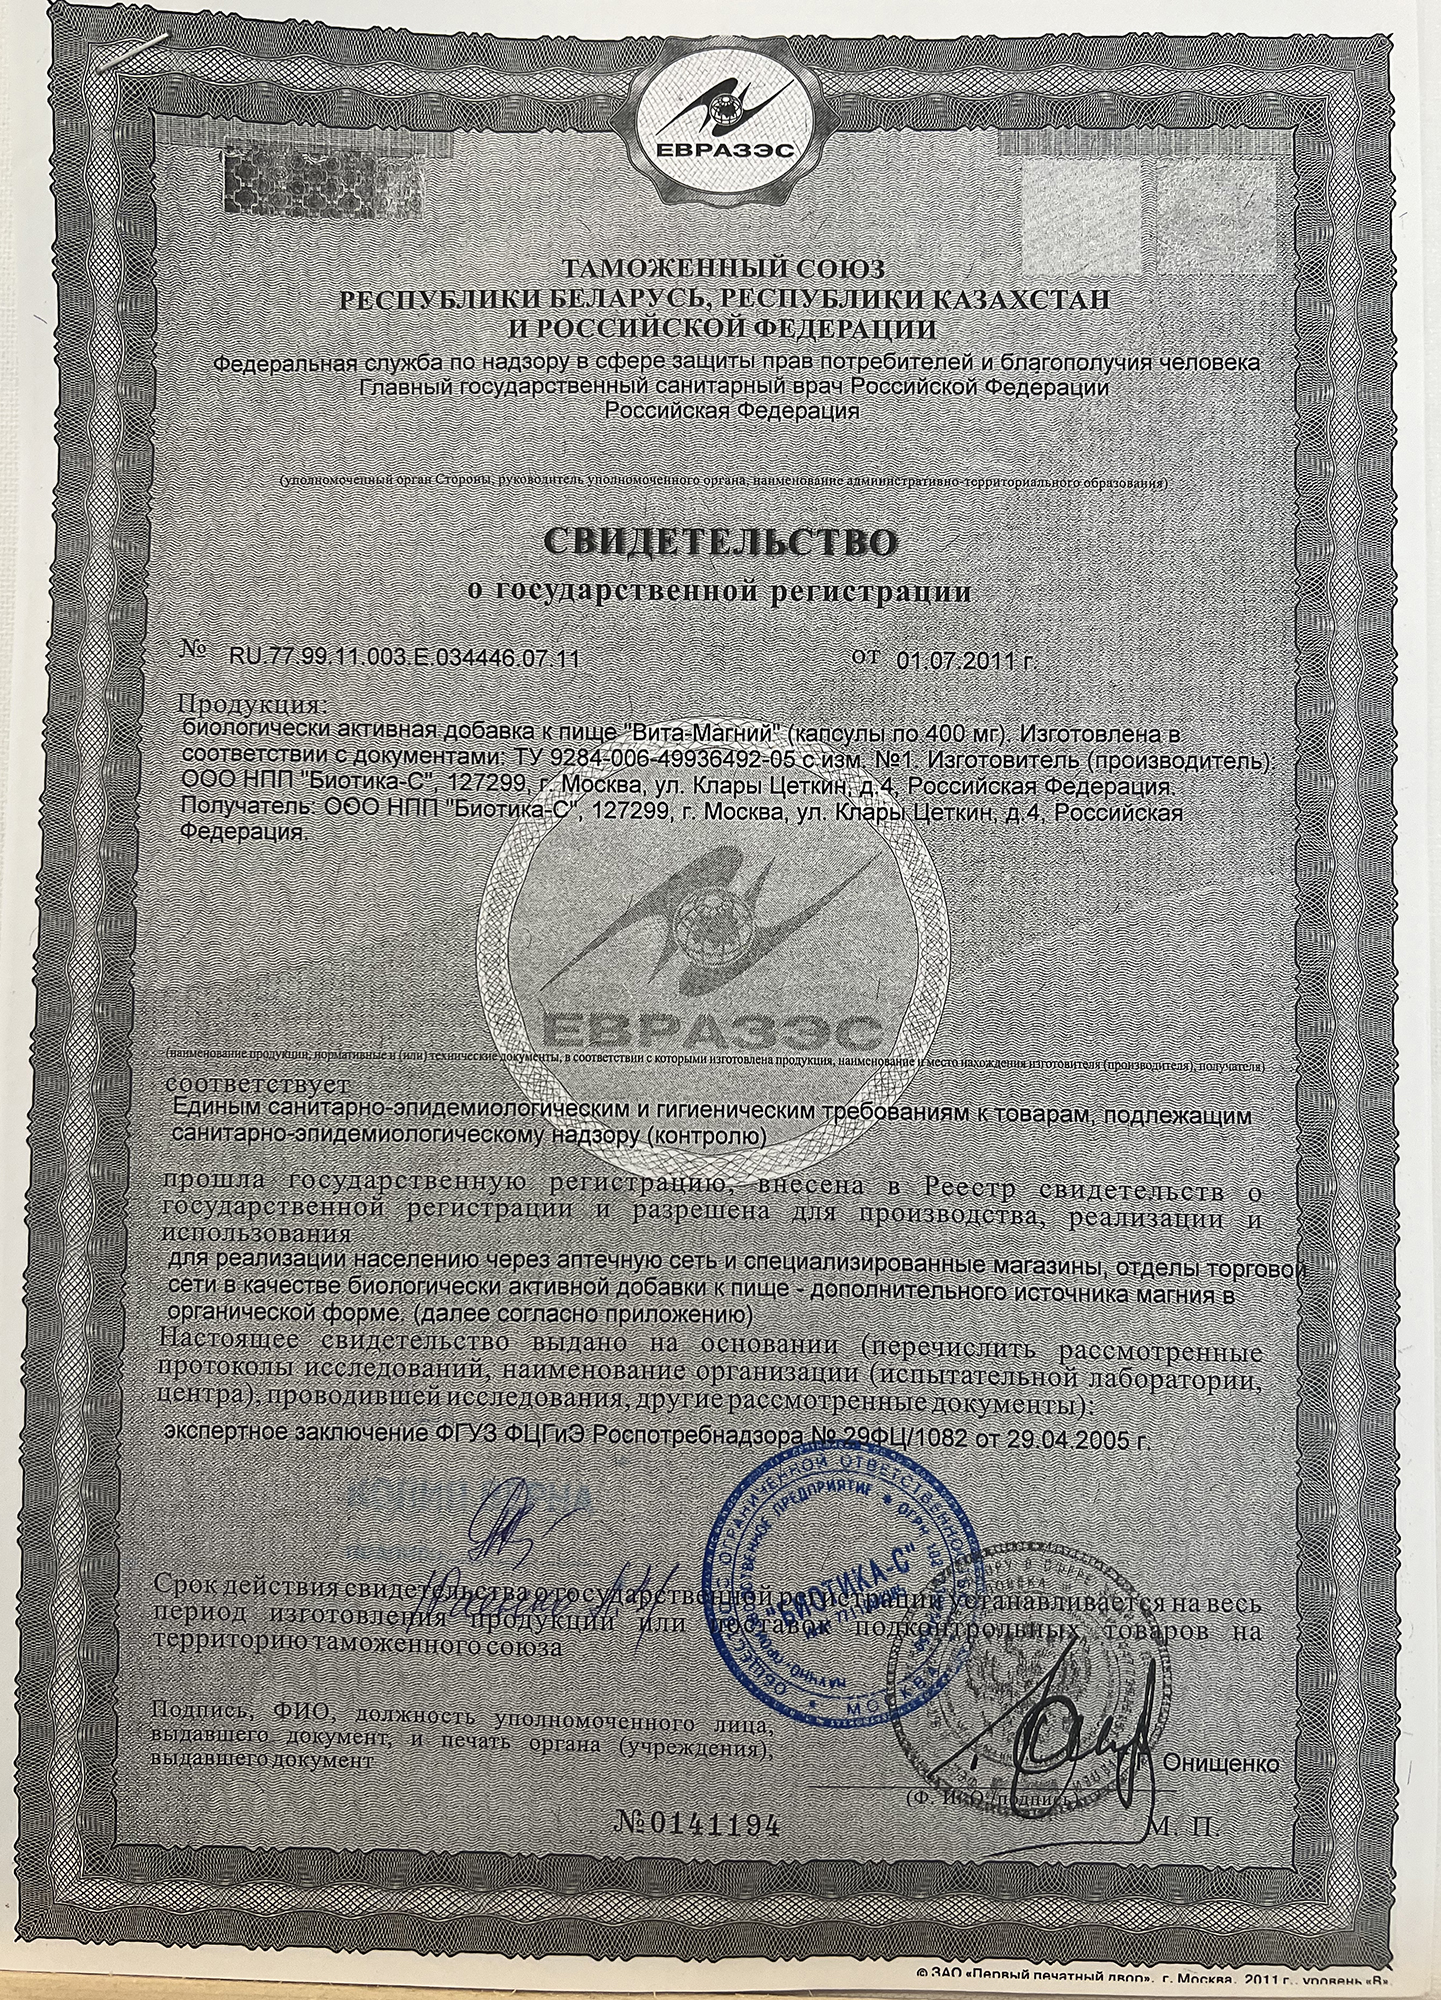 ЕВРАЗЭС
ТАМОЖЕННЫЙ СОЮЗ
РЕСПУБЛИКИ БЕЛАРУСЬ, РЕСПУБЛИКИ КАЗАХСТАН
И РОССИЙСКОЙ ФЕДЕРАЦИИ
Федеральная служба по надзору в сфере защиты прав потребителей и благополучия человека
Главный государственный санитарный врач Российской Федерации
Российская Федерация
(уполномоченный орган Стороны, руководитель уполномоченного органа, наименование административно-территориального образования)
СВИДЕТЕЛЬСТВО
о государственной регистрации
№ RU.77.99.11.003.Е.034446.07.11 от 01.07.2011 г.
Продукция:
биологически активная добавка к пище "Вита-Магний" (капсулы по 400 мг). Изготовлена в
соответствии с документами: ТУ 9284-006-49936492-05 с изм. №1. Изготовитель (производитель):
ООО НПП "Биотика-С", 127299, г. Москва, ул. Клары Цеткин, д.4, Российская Федерация.
Получатель: ООО НПП "Биотика-С", 127299, г. Москва, ул. Клары Цеткин, д.4, Российская
Федерация.
ЕВРАЗЭС
(наименование продукции, нормативные и (или) технические документы, в соответствии с которыми изготовлена продукция, наименование и место нахождения изготовителя (производителя), получателя)
соответствует
Единым санитарно-эпидемиологическим и гигиеническим требованиям к товарам, подлежащим
санитарно-эпидемиологическому надзору (контролю)
прошла государственную регистрацию, внесена в Реестр свидетельств о
государственной регистрации и разрешена для производства, реализации и
использования
для реализации населению через аптечную сеть и специализированные магазины, отделы торговой
сети в качестве биологически активной добавки к пище - дополнительного источника магния в
органической форме. (далее согласно приложению)
Настоящее свидетельство выдано на основании (перечислить рассмотренные
протоколы исследований, наименование организации (испытательной лаборатории,
центра), проводившей исследования, другие рассмотренные документы):
экспертное заключение ФГУЗ ФЦГиЭ Роспотребнадзора № 29ФЦ/1082 от 29.04.2005 г.
ОГРАНИЧЕННОЙ ОТВЕТСТВЕННО
ПРЕДПРИЯТИЕ * ОГРН
"БИОТИКА-С"
НАУЧНО
ОБЩЕСТВО
* МОСКВА
Срок действия свидетельства о государственной регистрации устанавливается на весь
период изготовления продукции или поставок подконтрольных товаров на
территорию таможенного союза
Подпись, ФИО, должность уполномоченного лица,
выдавшего документ, и печать органа (учреждения),
выдавшего документ
Онищенко
(Ф. И. О./подпись)
№0141194
М. П.
© ЗАО «Первый печатный двор», г. Москва, 2011 г., уровень «В»